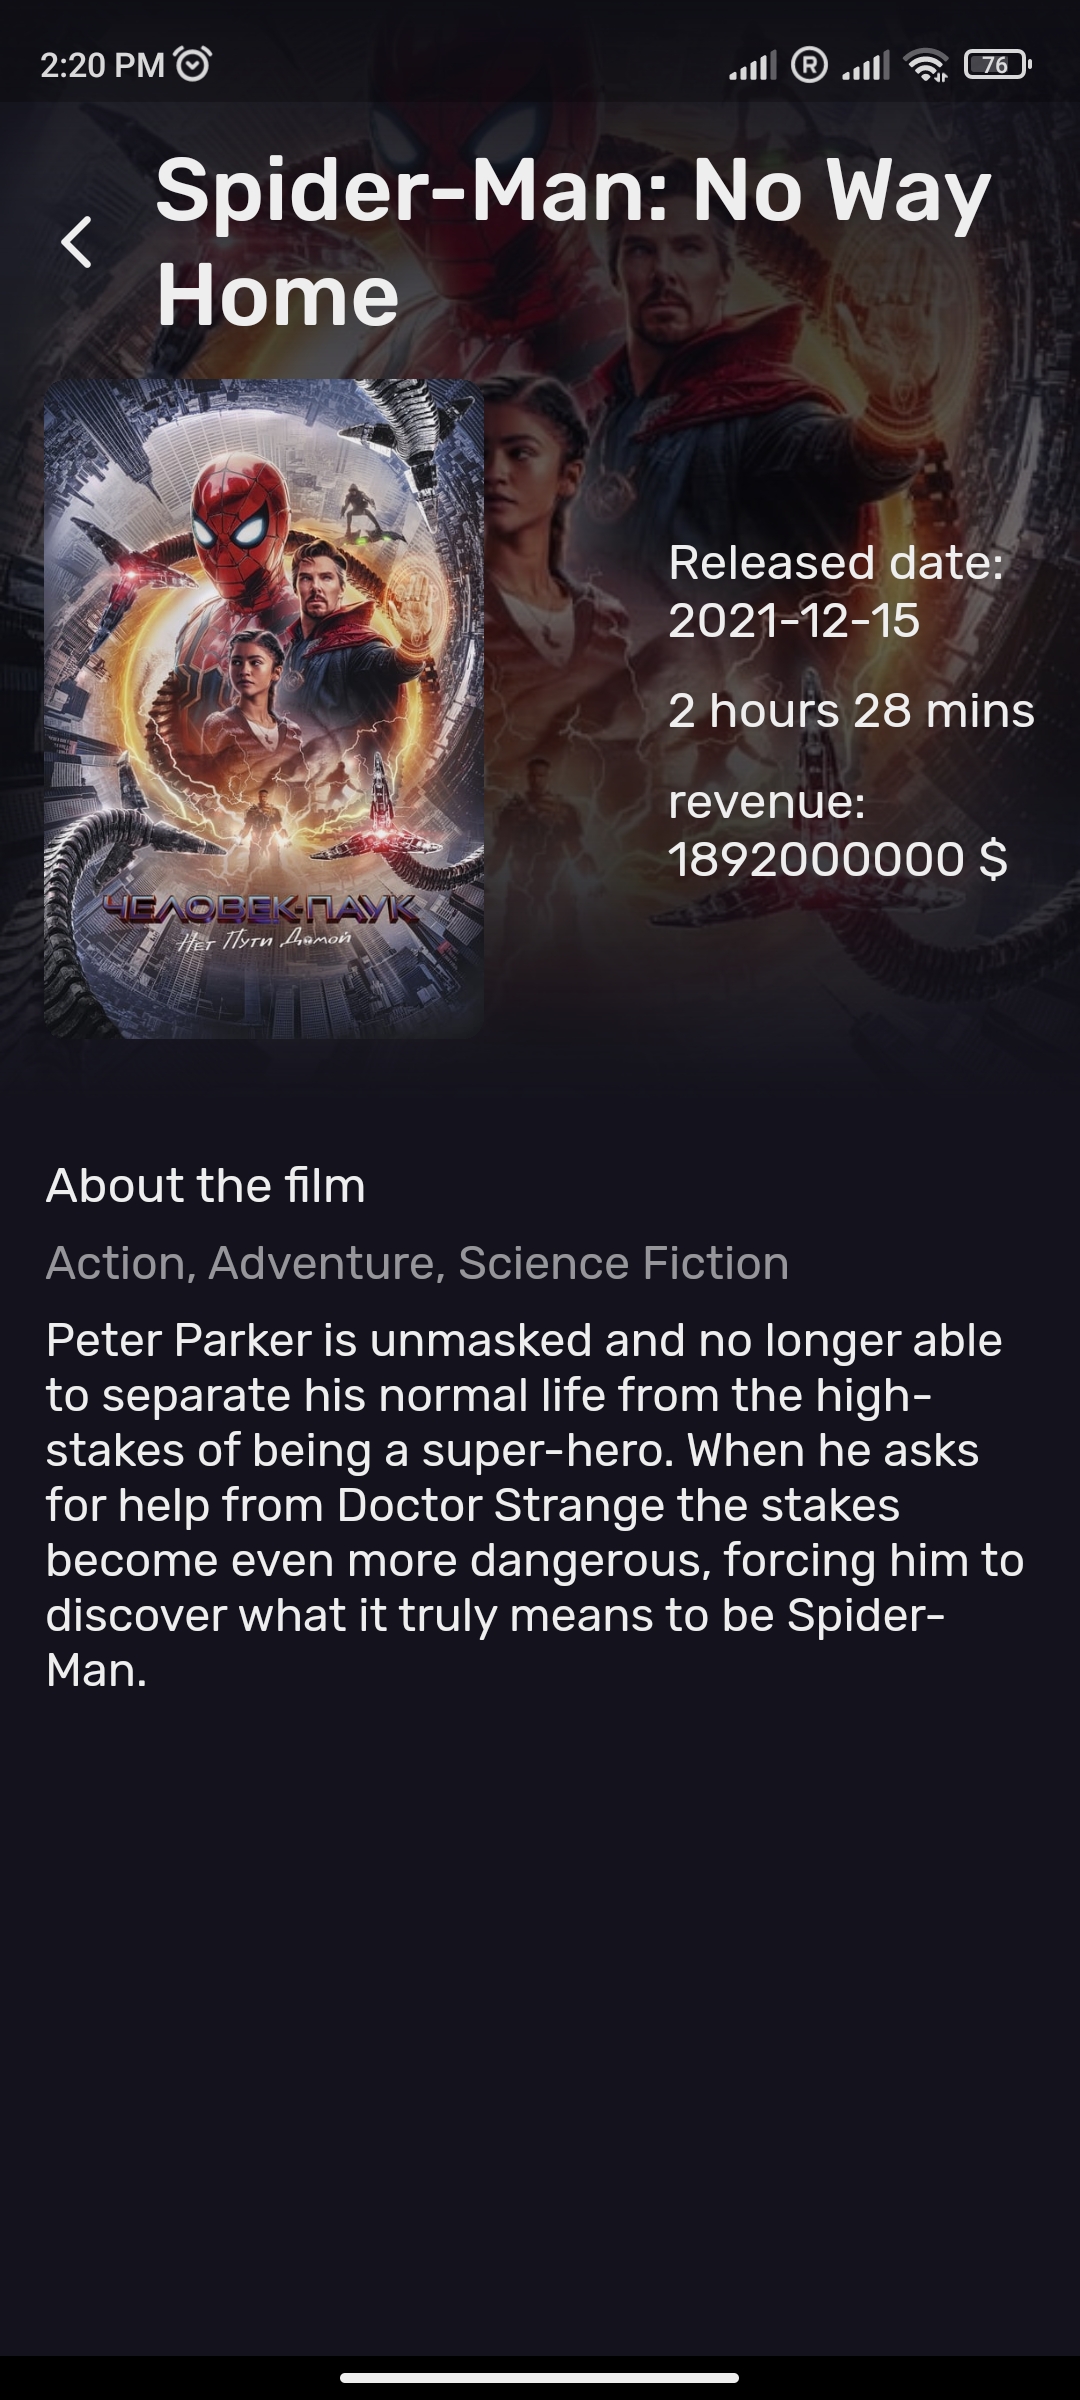 2:20 PM
R
76
Spider-Man: No Way
Home
ЧЕЛОВЕК-ПАУК
Нет Пути Домой
Released date:
2021-12-15
2 hours 28 mins
revenue:
1892000000 $
About the film
Action, Adventure, Science Fiction
Peter Parker is unmasked and no longer able
to separate his normal life from the high-
stakes of being a super-hero. When he asks
for help from Doctor Strange the stakes
become even more dangerous, forcing him to
discover what it truly means to be Spider-
Man.